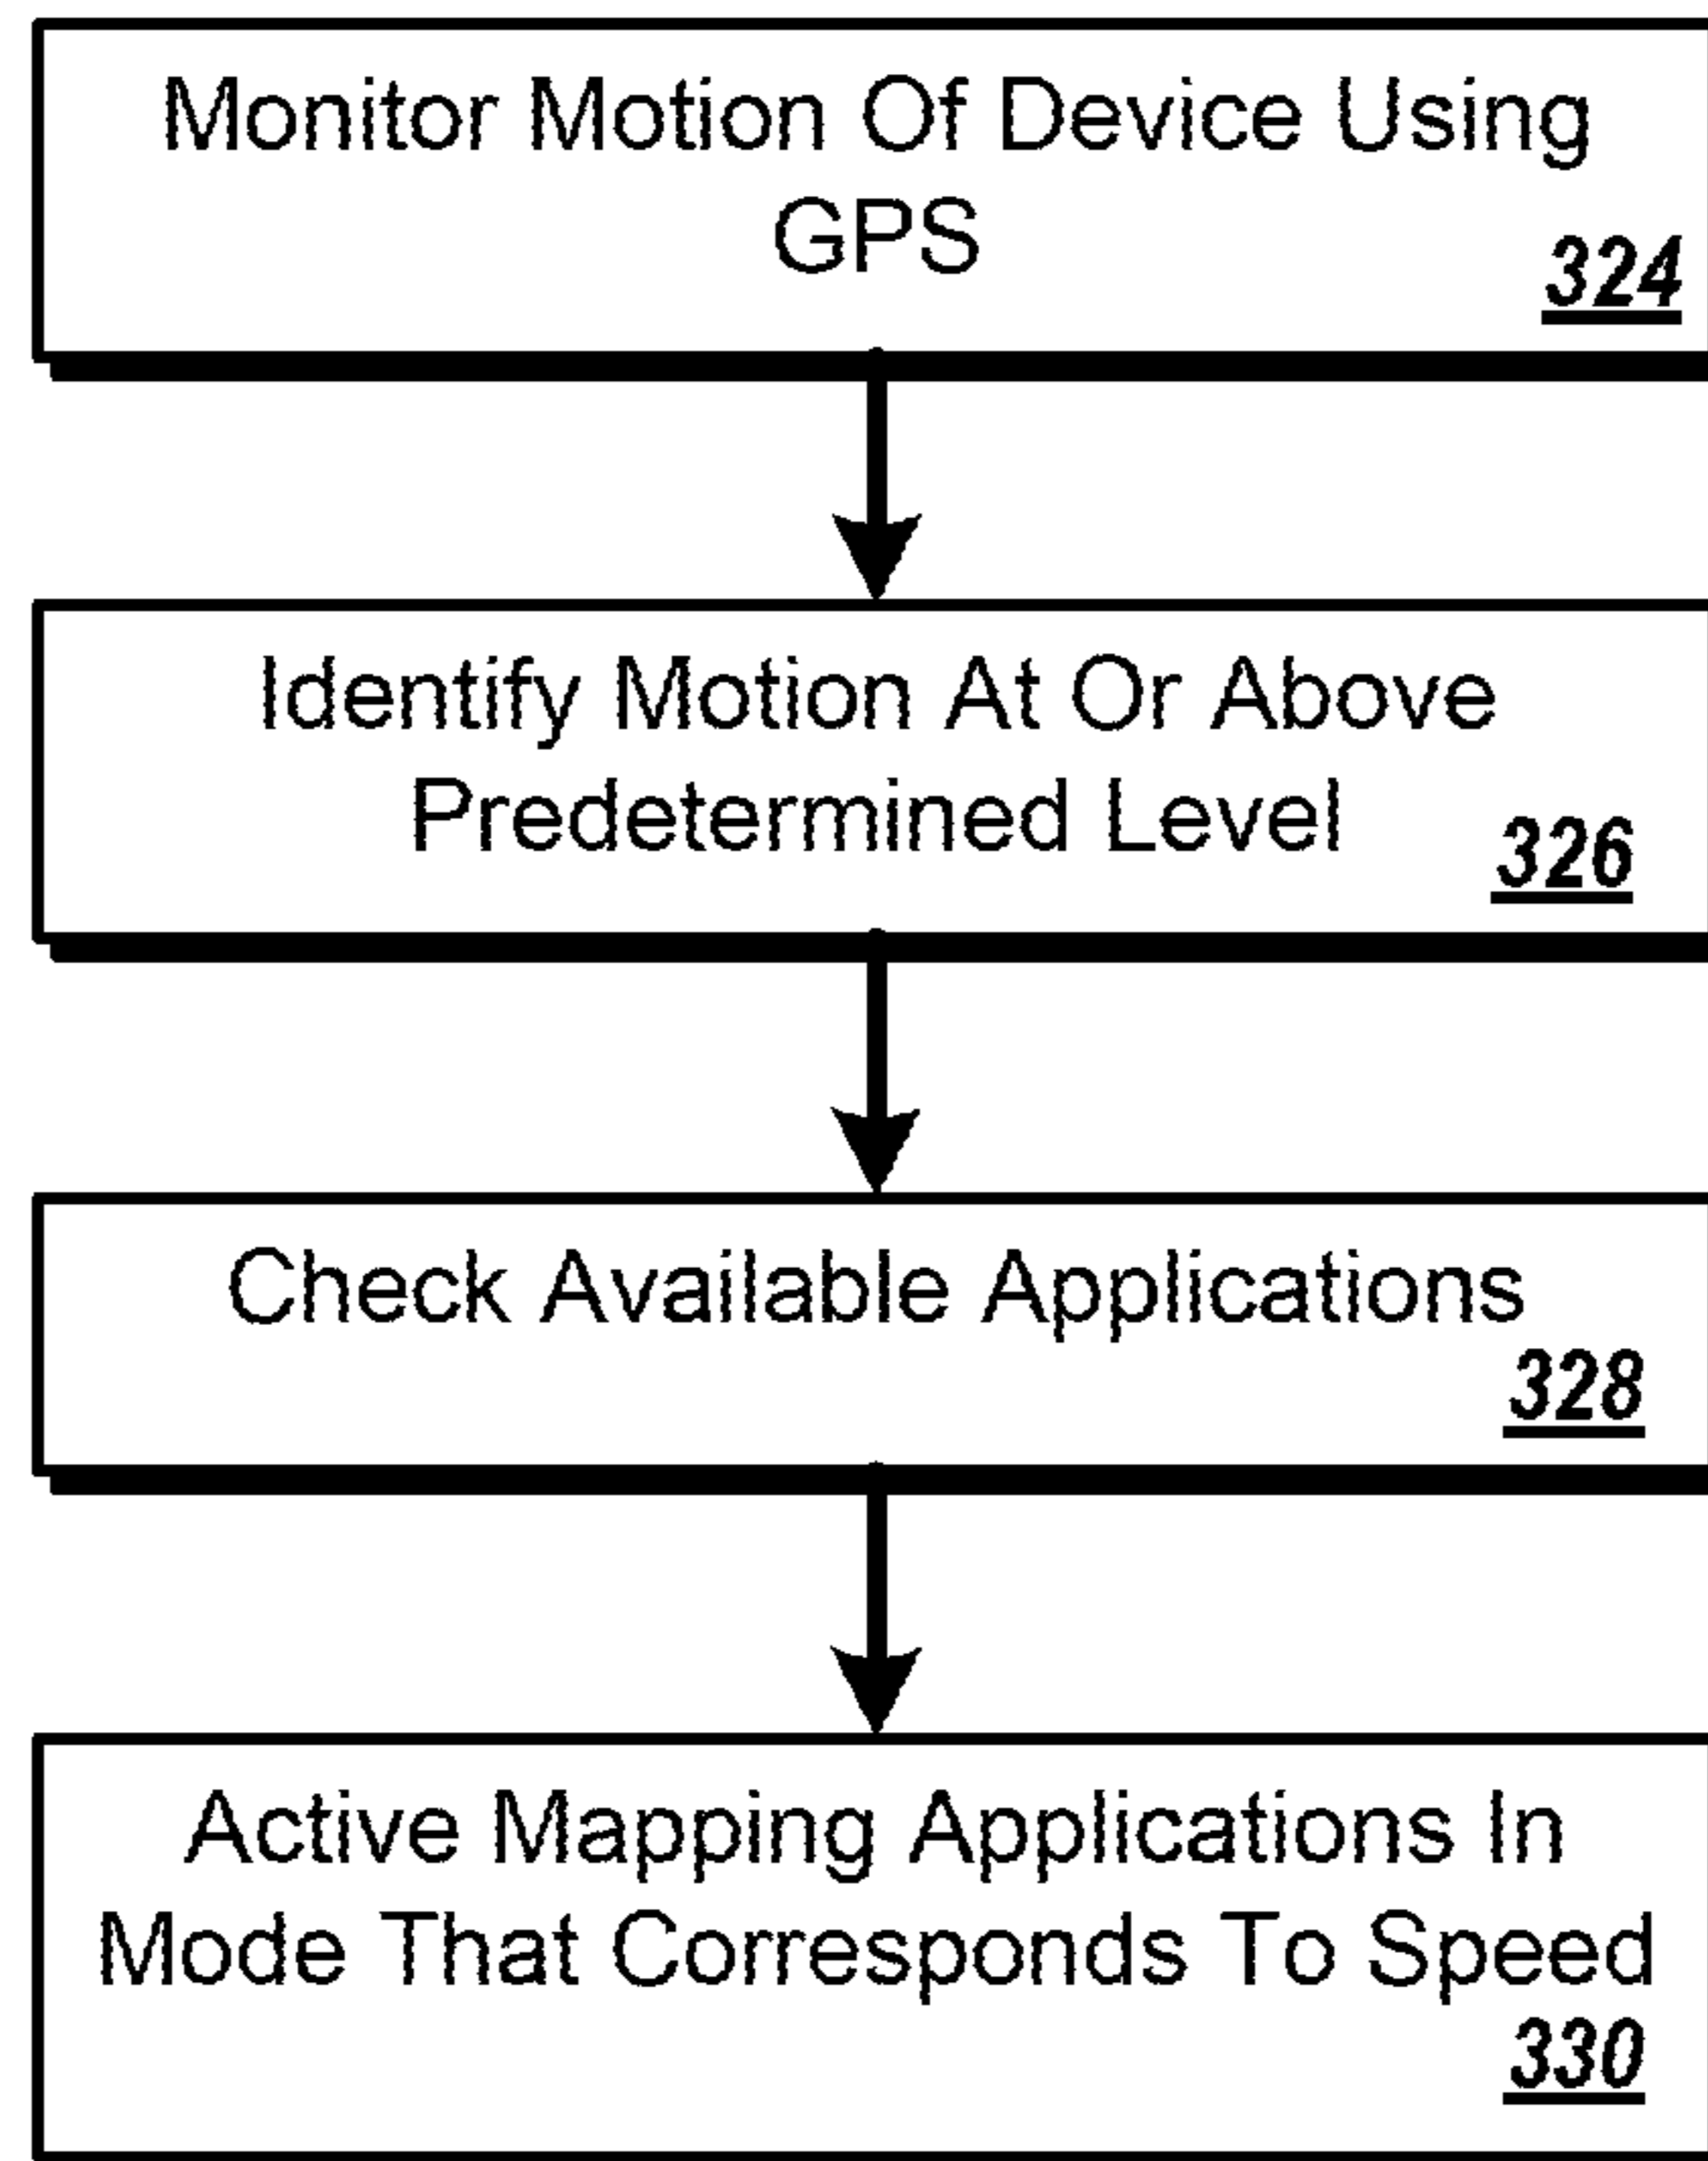 Monitor Motion Of Device Using
GPS
324
Identify Motion At Or Above
Predetermined Level
326
Check Available Applications
328
Active Mapping Applications In
Mode That Corresponds To Speed
330